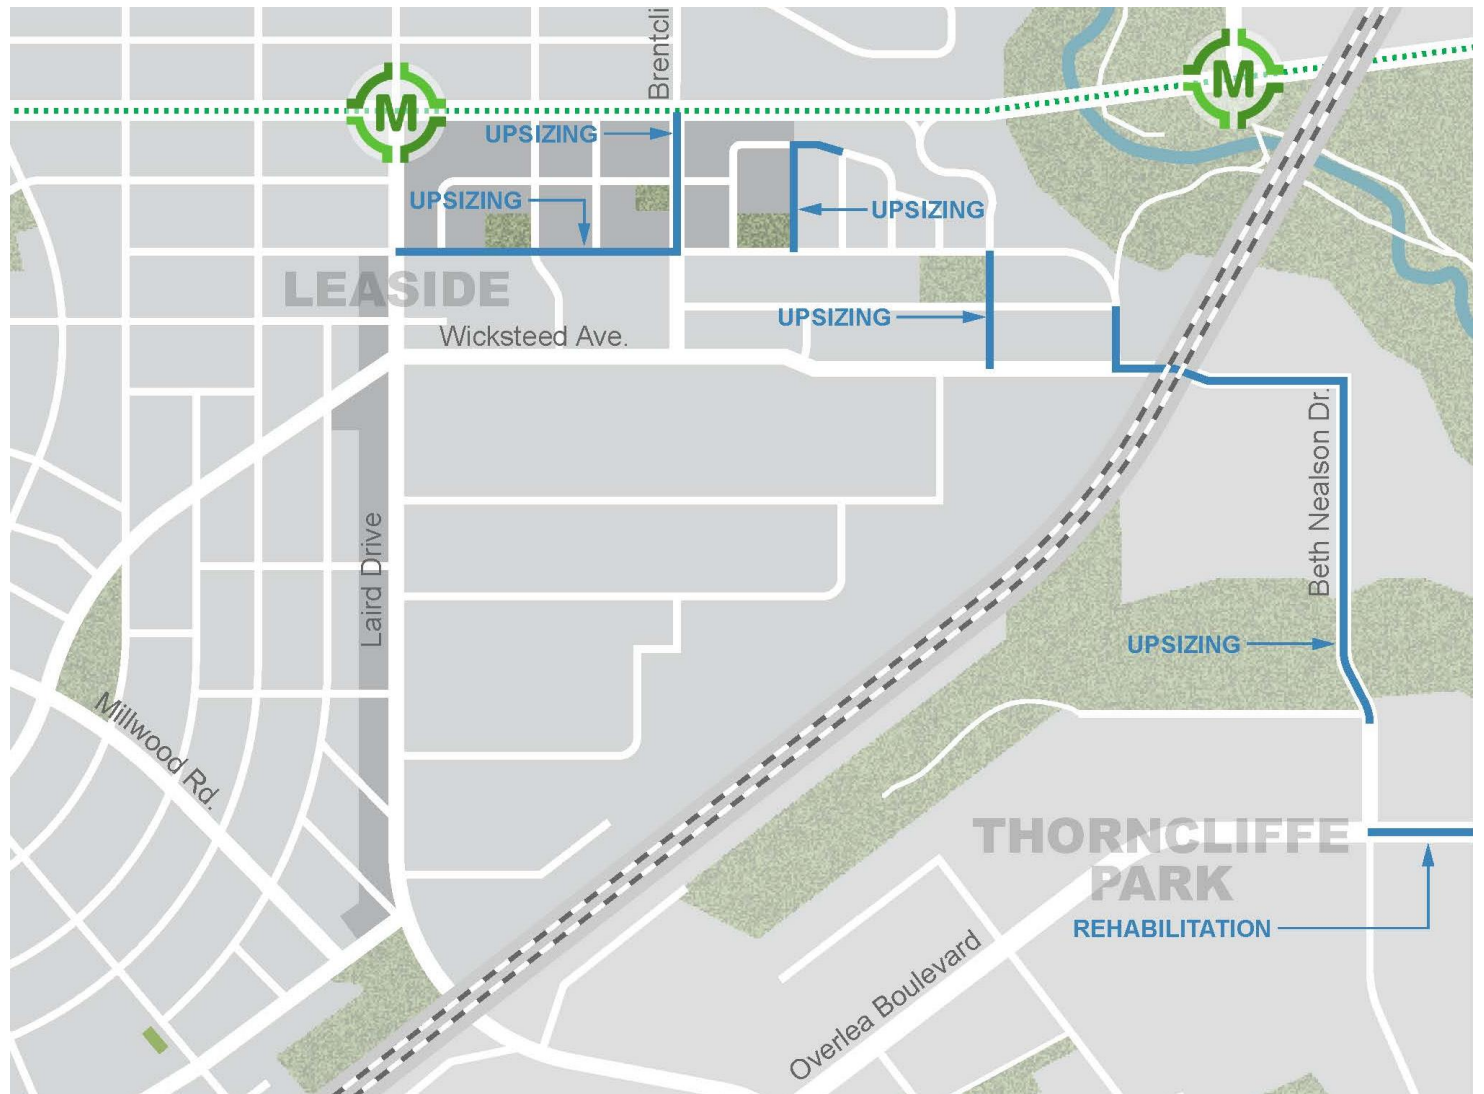 Brentcli
M
M
UPSIZING
UPSIZING
UPSIZING
LEASIDE
UPSIZING
Wicksteed Ave.
Beth Nealson Dr.
Laird Drive
UPSIZING
Millwood Rd.
THORNCLIFFE
PARK
REHABILITATION
Overlea Boulevard